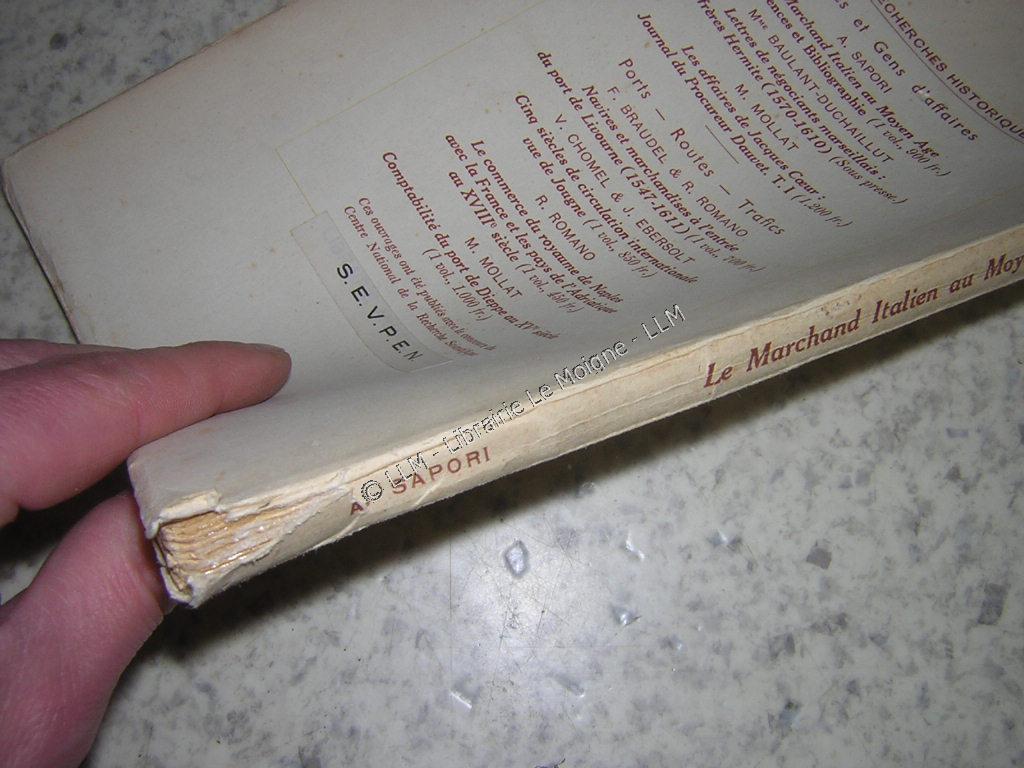 CHERCHES HISTORIQUE
s et Gens d'affaires
A. SAPORI
Marchand Italien au Moyen Age
ences et Bibliographie (1 vol. 900 fr.)
Mme BAULANT-DUCHAILLUT
Lettres de négociants marseillais :
frères Hermite (1570-1610) (Sous presse.)
M. MOLLAT
Les affaires de Jacques Cœur.
Journal du Procureur Dauvet. T. I (1.200 fr.)
Ports — Routes — Trafics
F. BRAUDEL & R. ROMANO
Navires et marchandises à l'entrée
du port de Livourne (1547-1611) (1 vol. 700 fr.)
V. CHOMEL & J. EBERSOLT
Cinq siècles de circulation internationale
vue de Jougne (1 vol. 850 fr.)
R. ROMANO
Le commerce du royaume de Naples
avec la France et les pays de l'Adriatique
au XVIIIe siècle (1 vol. 450 fr.)
M. MOLLAT
Comptabilité du port de Dieppe au XVe siècle
(1 vol. 1.000 fr.)
Ces ouvrages ont été publiés avec le concours du
Centre National de la Recherche Scientifique
S.E.V.P.E.N.
A. SAPORI
Le Marchand Italien au Moy
© LLM - Librairie Le Moigne - LLM